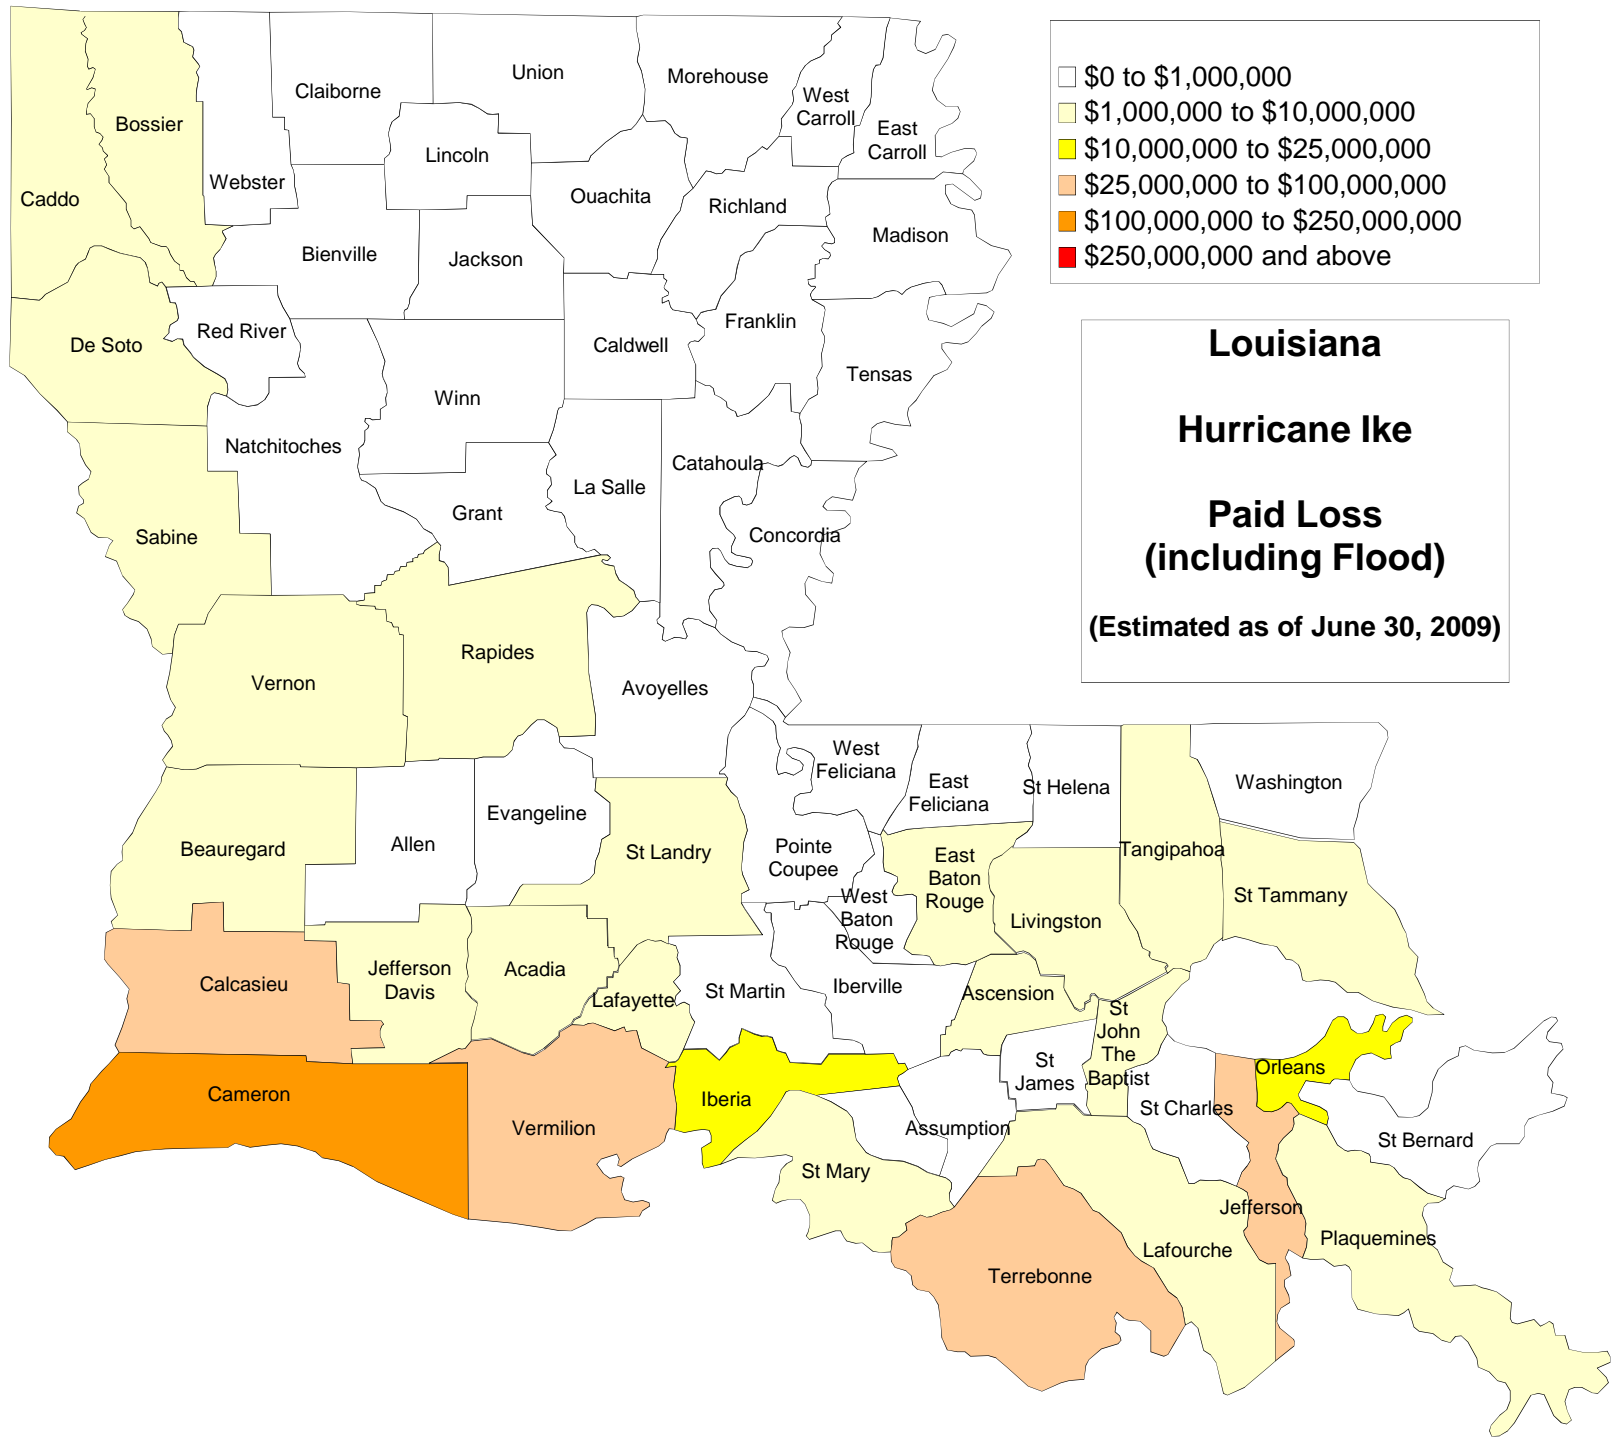 $0 to $1,000,000
$1,000,000 to $10,000,000
$10,000,000 to $25,000,000
$25,000,000 to $100,000,000
$100,000,000 to $250,000,000
$250,000,000 and above
Louisiana
Hurricane Ike
Paid Loss
(including Flood)
(Estimated as of June 30, 2009)
Caddo
Bossier
Webster
Claiborne
Union
Morehouse
West
Carroll
East
Carroll
Lincoln
Ouachita
Richland
Madison
Bienville
Jackson
De Soto
Red River
Caldwell
Franklin
Tensas
Winn
Natchitoches
Sabine
Grant
La Salle
Catahoula
Concordia
Vernon
Rapides
Avoyelles
Beauregard
Allen
Evangeline
St Landry
Pointe
Coupee
West
Feliciana
East
Feliciana
St Helena
Tangipahoa
Washington
St Tammany
West
Baton
Rouge
East
Baton
Rouge
Livingston
Calcasieu
Jefferson
Davis
Acadia
Lafayette
St Martin
Iberville
Ascension
St
John
The
Baptist
St
James
Cameron
Vermilion
Iberia
St Mary
Assumption
St Charles
Orleans
St Bernard
Jefferson
Plaquemines
Lafourche
Terrebonne